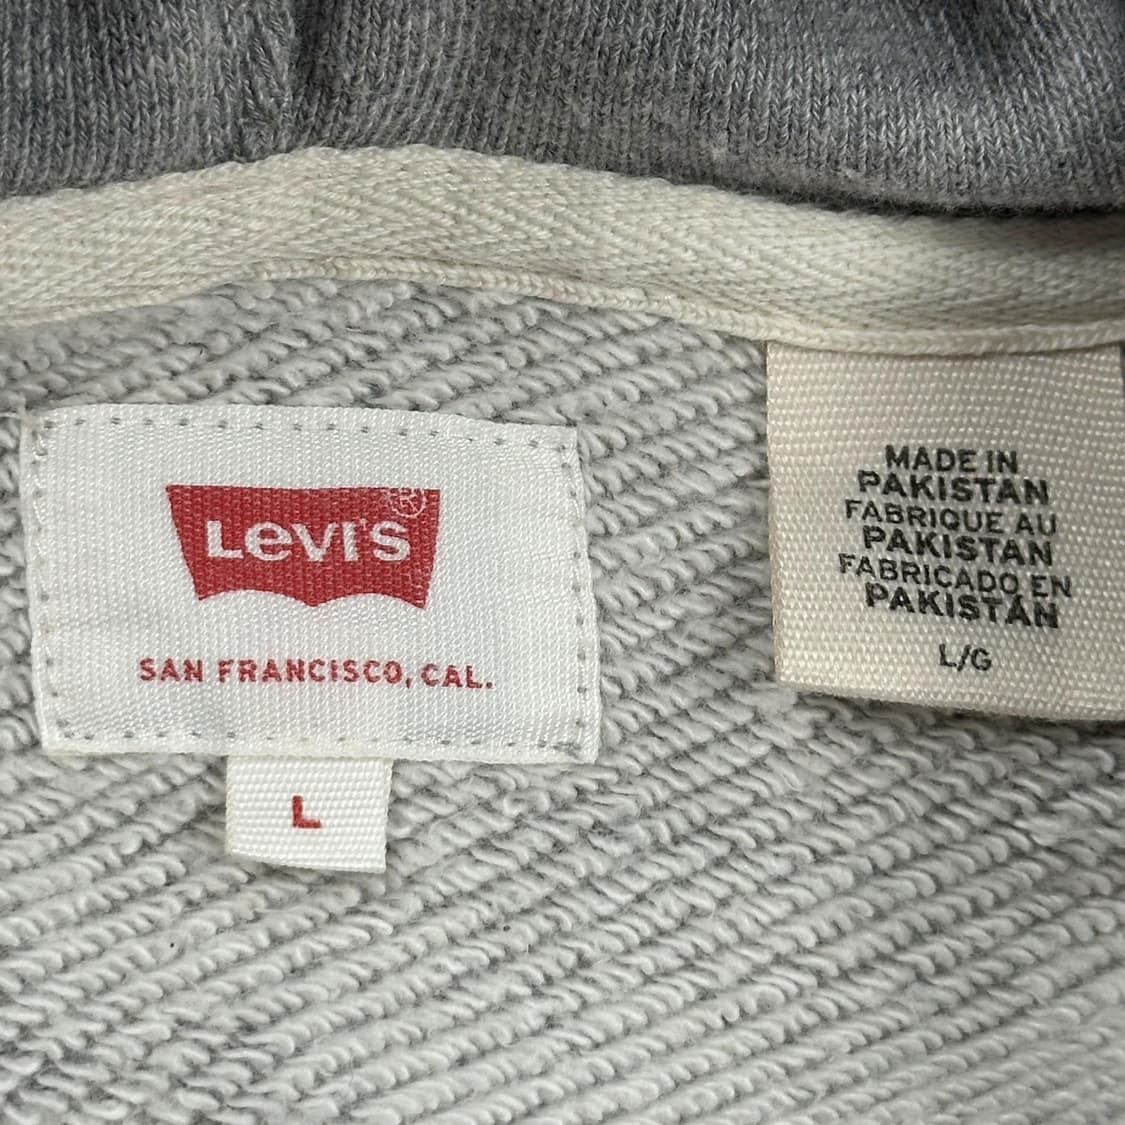 LEVI'S®
SAN FRANCISCO, CAL.
L
MADE IN
PAKISTAN
FABRIQUE AU
PAKISTAN
FABRICADO EN
PAKISTÁN
L/G